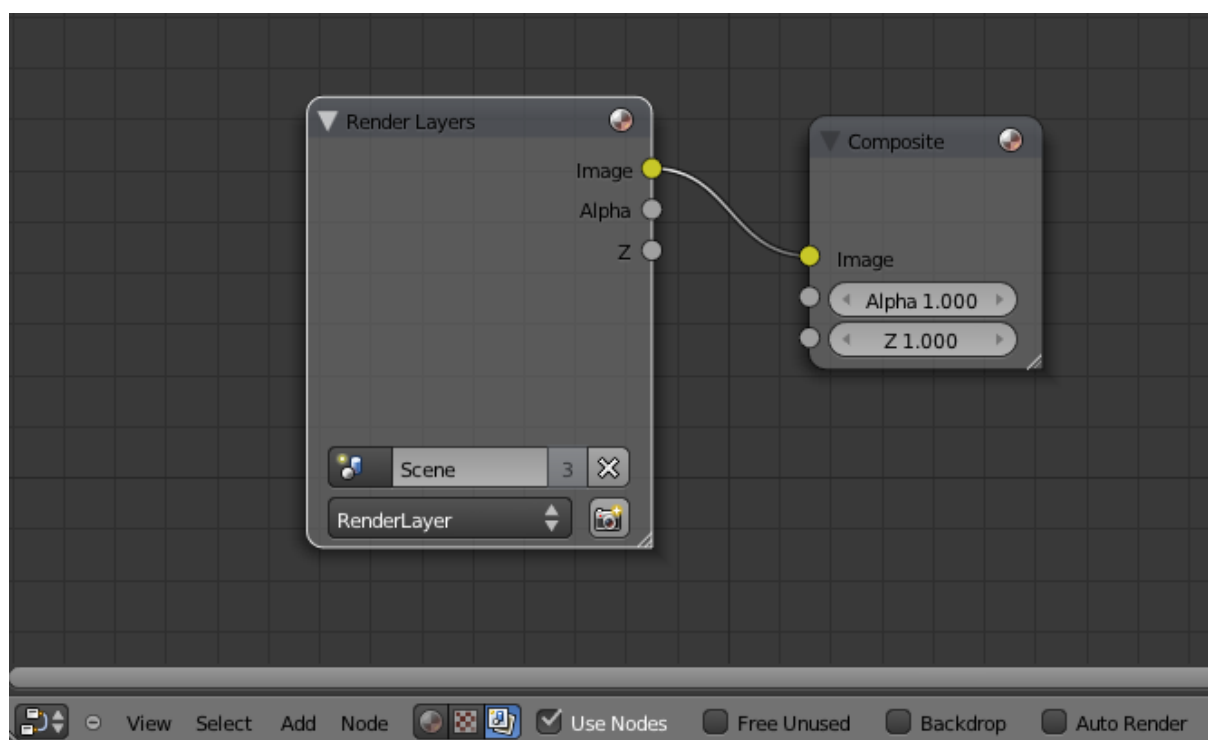 Render Layers
Image
Alpha
Z
Scene 3
RenderLayer
Composite
Image
Alpha 1.000
Z 1.000
View Select Add Node Use Nodes Free Unused Backdrop Auto Render